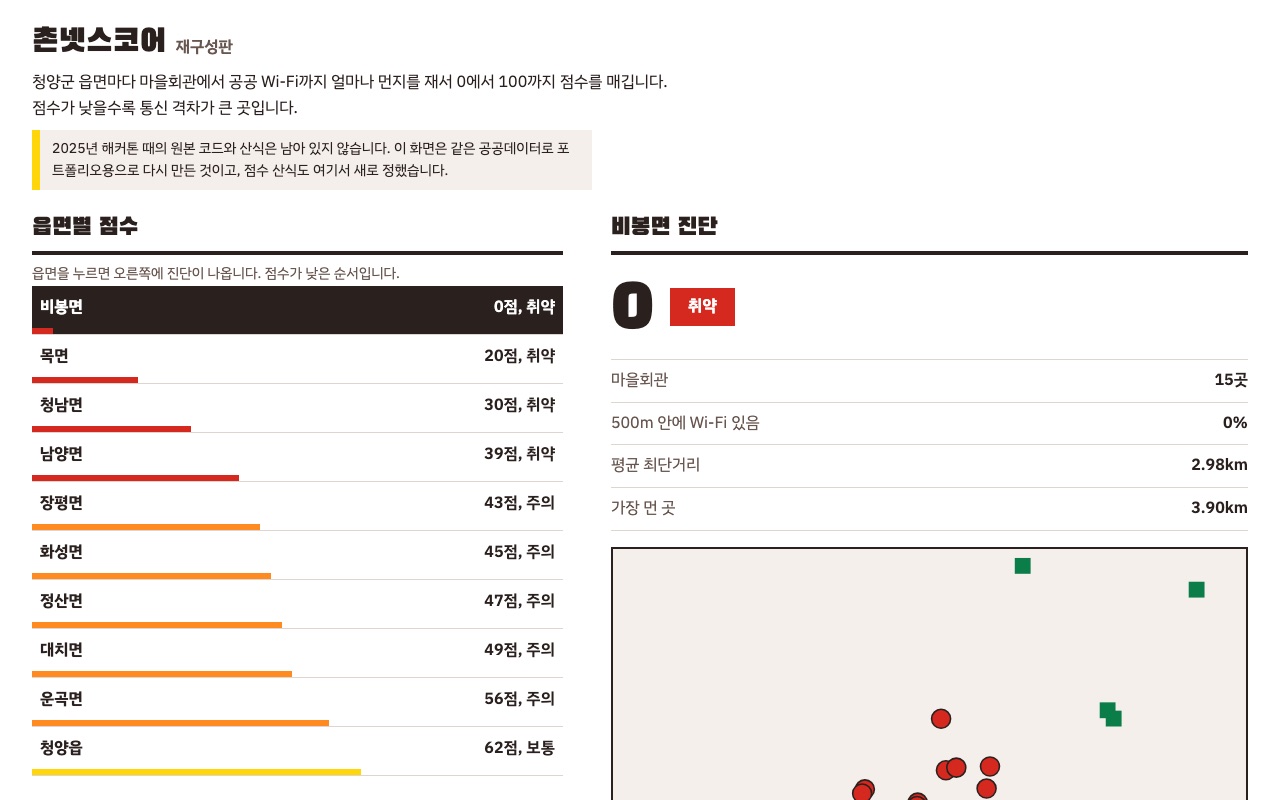 촌넷스코어 재구성판
청양군 읍면마다 마을회관에서 공공 Wi-Fi까지 얼마나 먼지를 재서 0에서 100까지 점수를 매깁니다.
점수가 낮을수록 통신 격차가 큰 곳입니다.
2025년 해커톤 때의 원본 코드와 산식은 남아 있지 않습니다. 이 화면은 같은 공공데이터로 포
트폴리오용으로 다시 만든 것이고, 점수 산식도 여기서 새로 정했습니다.
읍면별 점수
읍면을 누르면 오른쪽에 진단이 나옵니다. 점수가 낮은 순서입니다.
비봉면 0점, 취약
목면 20점, 취약
청남면 30점, 취약
남양면 39점, 취약
장평면 43점, 주의
화성면 45점, 주의
정산면 47점, 주의
대치면 49점, 주의
운곡면 56점, 주의
청양읍 62점, 보통
비봉면 진단
0 취약
마을회관 15곳
500m 안에 Wi-Fi 있음 0%
평균 최단거리 2.98km
가장 먼 곳 3.90km